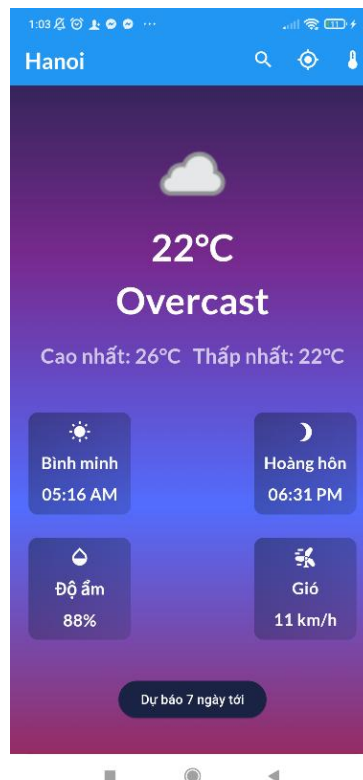 1:03
Hanoi
22°C
Overcast
Cao nhất: 26°C Thấp nhất: 22°C
Bình minh
05:16 AM
Hoàng hôn
06:31 PM
Độ ẩm
88%
Gió
11 km/h
Dự báo 7 ngày tới